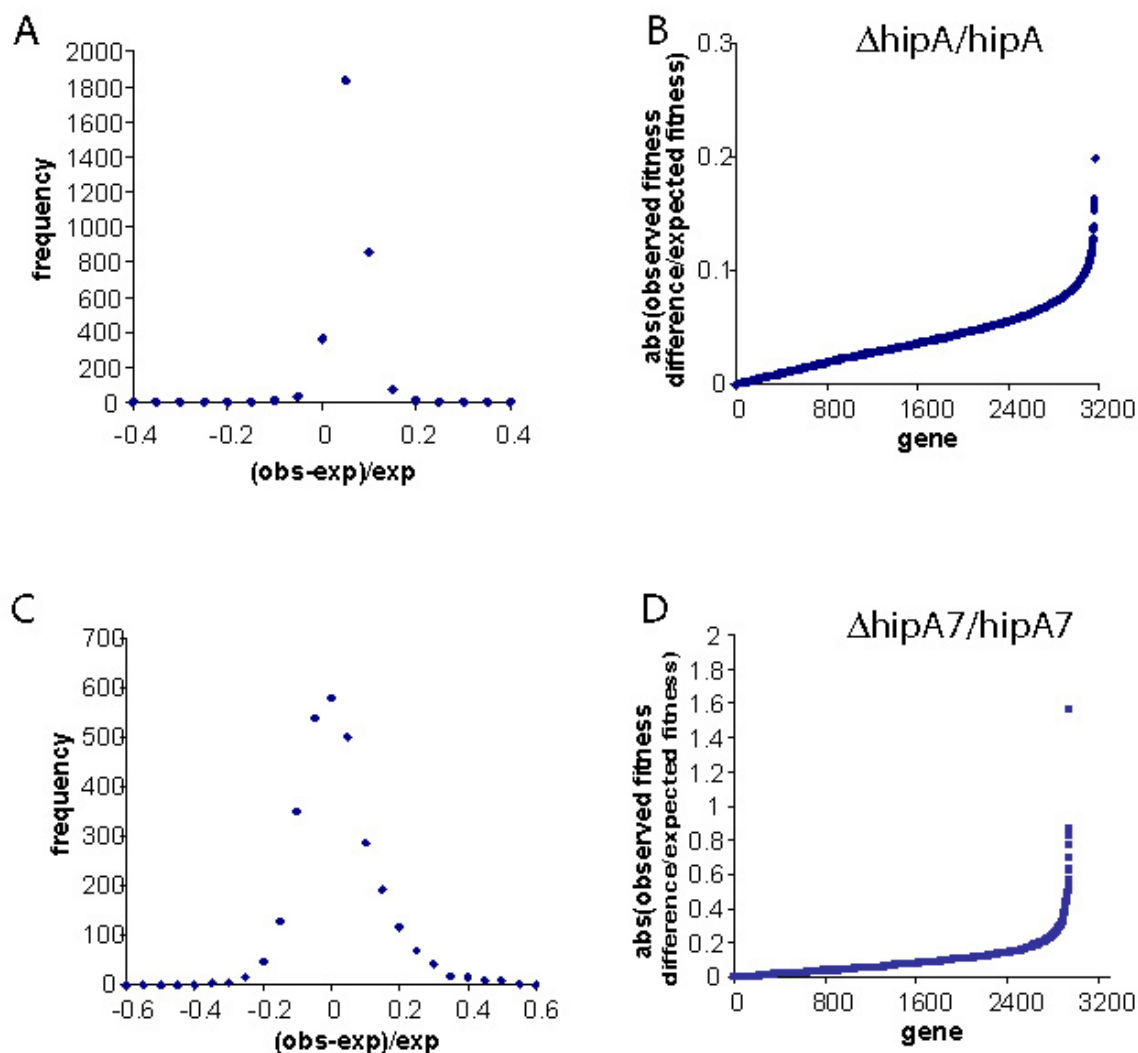 A
2000
1800
1600
1400
1200
1000
800
600
400
200
0
-0.4 -0.2 0 0.2 0.4
frequency
(obs-exp)/exp
B
ΔhipA/hipA
0.3
0.2
0.1
0
0 800 1600 2400 3200
abs(observed fitness
difference/expected fitness)
gene
C
700
600
500
400
300
200
100
0
-0.6 -0.4 -0.2 0 0.2 0.4 0.6
frequency
(obs-exp)/exp
D
ΔhipA7/hipA7
2
1.8
1.6
1.4
1.2
1
0.8
0.6
0.4
0.2
0
0 800 1600 2400 3200
abs(observed fitness
difference/expected fitness)
gene